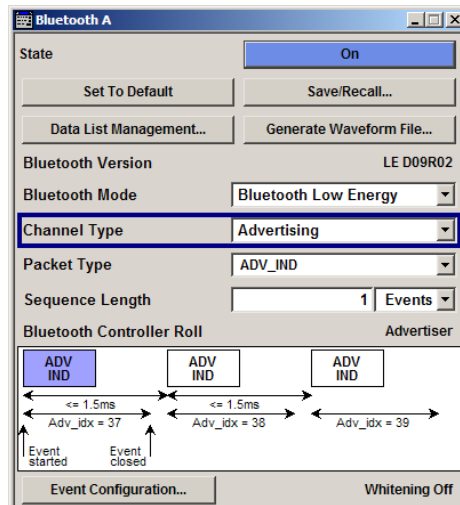 Bluetooth A
State On
Set To Default Save/Recall...
Data List Management... Generate Waveform File...
Bluetooth Version LE D09R02
Bluetooth Mode Bluetooth Low Energy
Channel Type Advertising
Packet Type ADV_IND
Sequence Length 1 Events
Bluetooth Controller Roll Advertiser
ADV IND ADV IND ADV IND
<= 1.5ms <= 1.5ms
Adv_idx = 37 Adv_idx = 38 Adv_idx = 39
Event started Event closed
Event Configuration... Whitening Off